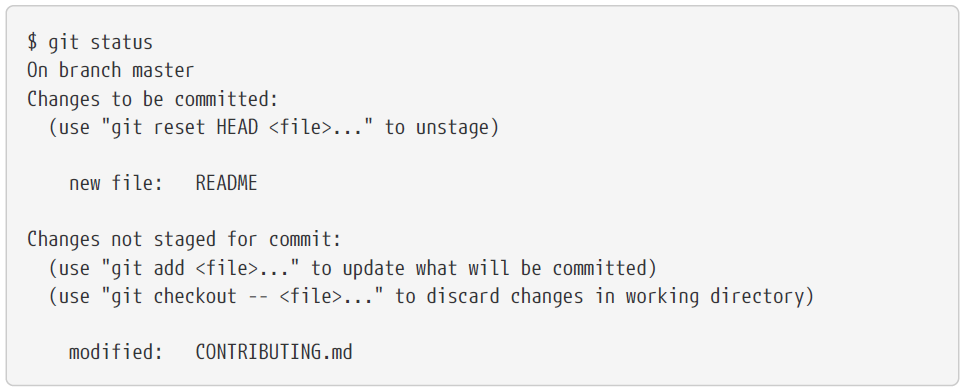 $ git status
On branch master
Changes to be committed:
  (use "git reset HEAD <file>..." to unstage)

    new file:   README

Changes not staged for commit:
  (use "git add <file>..." to update what will be committed)
  (use "git checkout -- <file>..." to discard changes in working directory)

    modified:   CONTRIBUTING.md